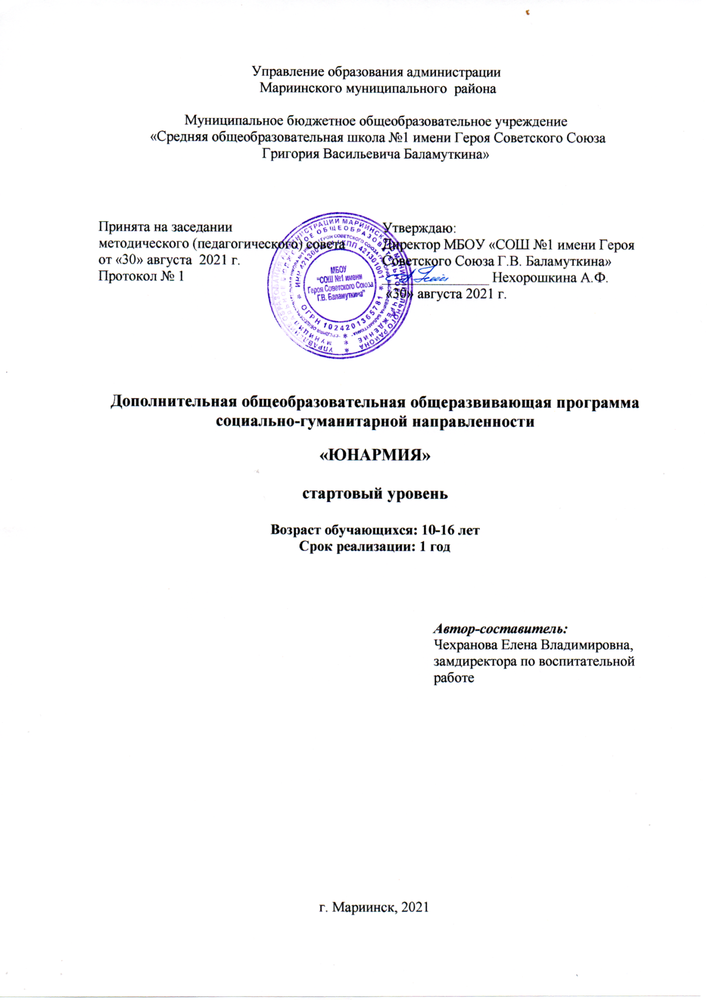 Управление образования администрации
Мариинского муниципального района
Муниципальное бюджетное общеобразовательное учреждение
«Средняя общеобразовательная школа №1 имени Героя Советского Союза
Григория Васильевича Баламуткина»
Принята на заседании
методического (педагогического) совета
от «30» августа 2021 г.
Протокол № 1
Утверждаю:
Директор МБОУ «СОШ №1 имени Героя
Советского Союза Г.В. Баламуткина»
Нехорошкина А.Ф.
«30» августа 2021 г.
МБОУ
"СОШ №1 имени
Героя Советского Союза
Г.В. Баламуткина"
КПП 421301001
ОГРН 1024201365781
Дополнительная общеобразовательная общеразвивающая программа
социально-гуманитарной направленности
«ЮНАРМИЯ»
стартовый уровень
Возраст обучающихся: 10-16 лет
Срок реализации: 1 год
Автор-составитель:
Чехранова Елена Владимировна,
замдиректора по воспитательной
работе
г. Мариинск, 2021